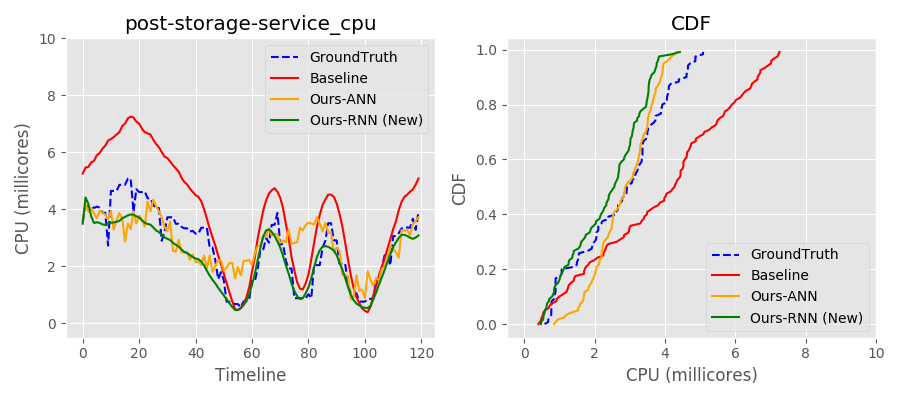 post-storage-service_cpu
CPU (millicores)
10
8
6
4
2
0
GroundTruth
Baseline
Ours-ANN
Ours-RNN (New)
0 20 40 60 80 100 120
Timeline
CDF
CDF
1.0
0.8
0.6
0.4
0.2
0.0
GroundTruth
Baseline
Ours-ANN
Ours-RNN (New)
0 2 4 6 8 10
CPU (millicores)